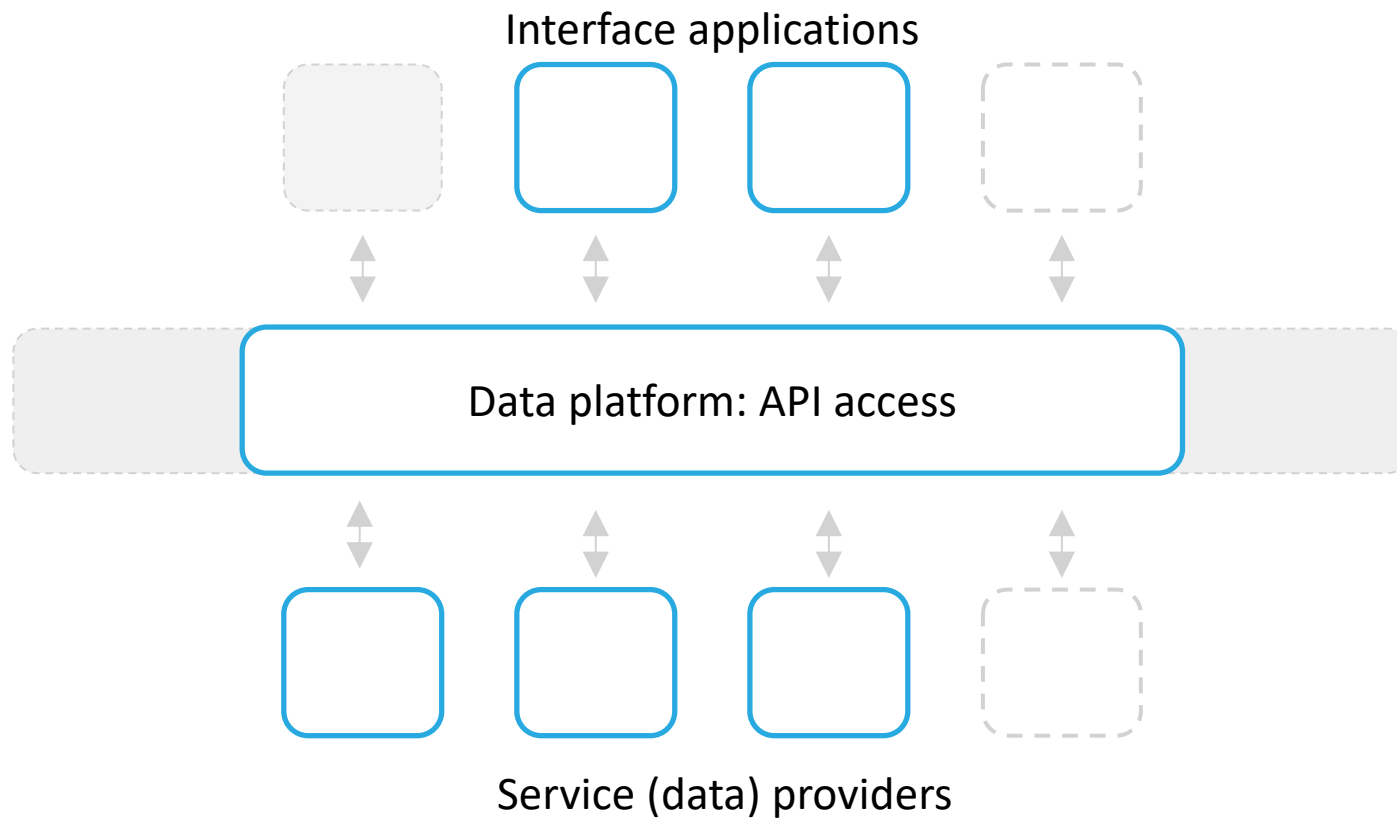 Interface applications
Data platform: API access
Service (data) providers